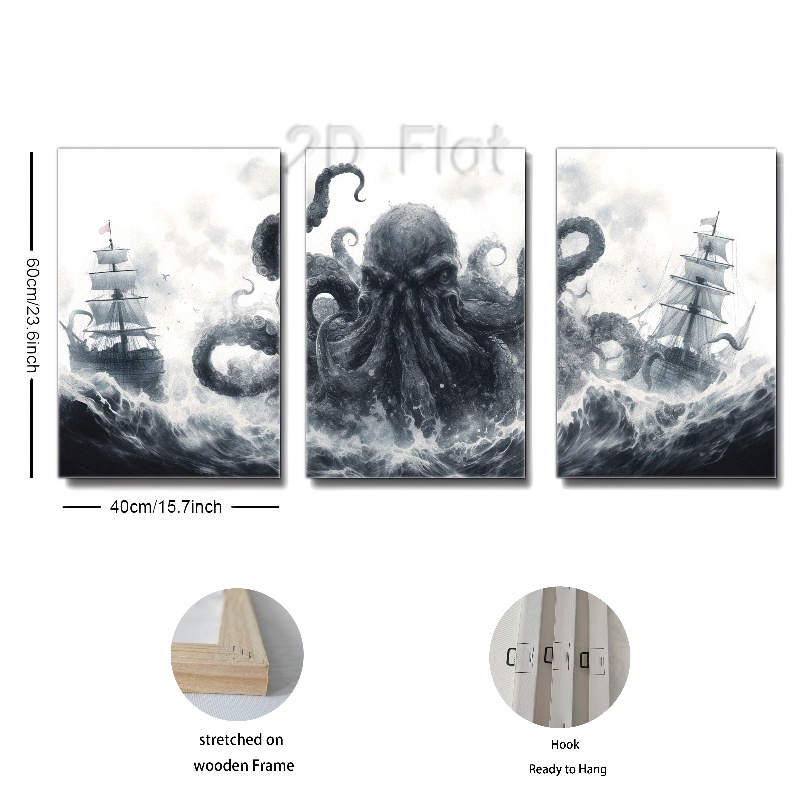 2D Flat
60cm/23.6inch
40cm/15.7inch
stretched on
wooden Frame
Hook
Ready to Hang